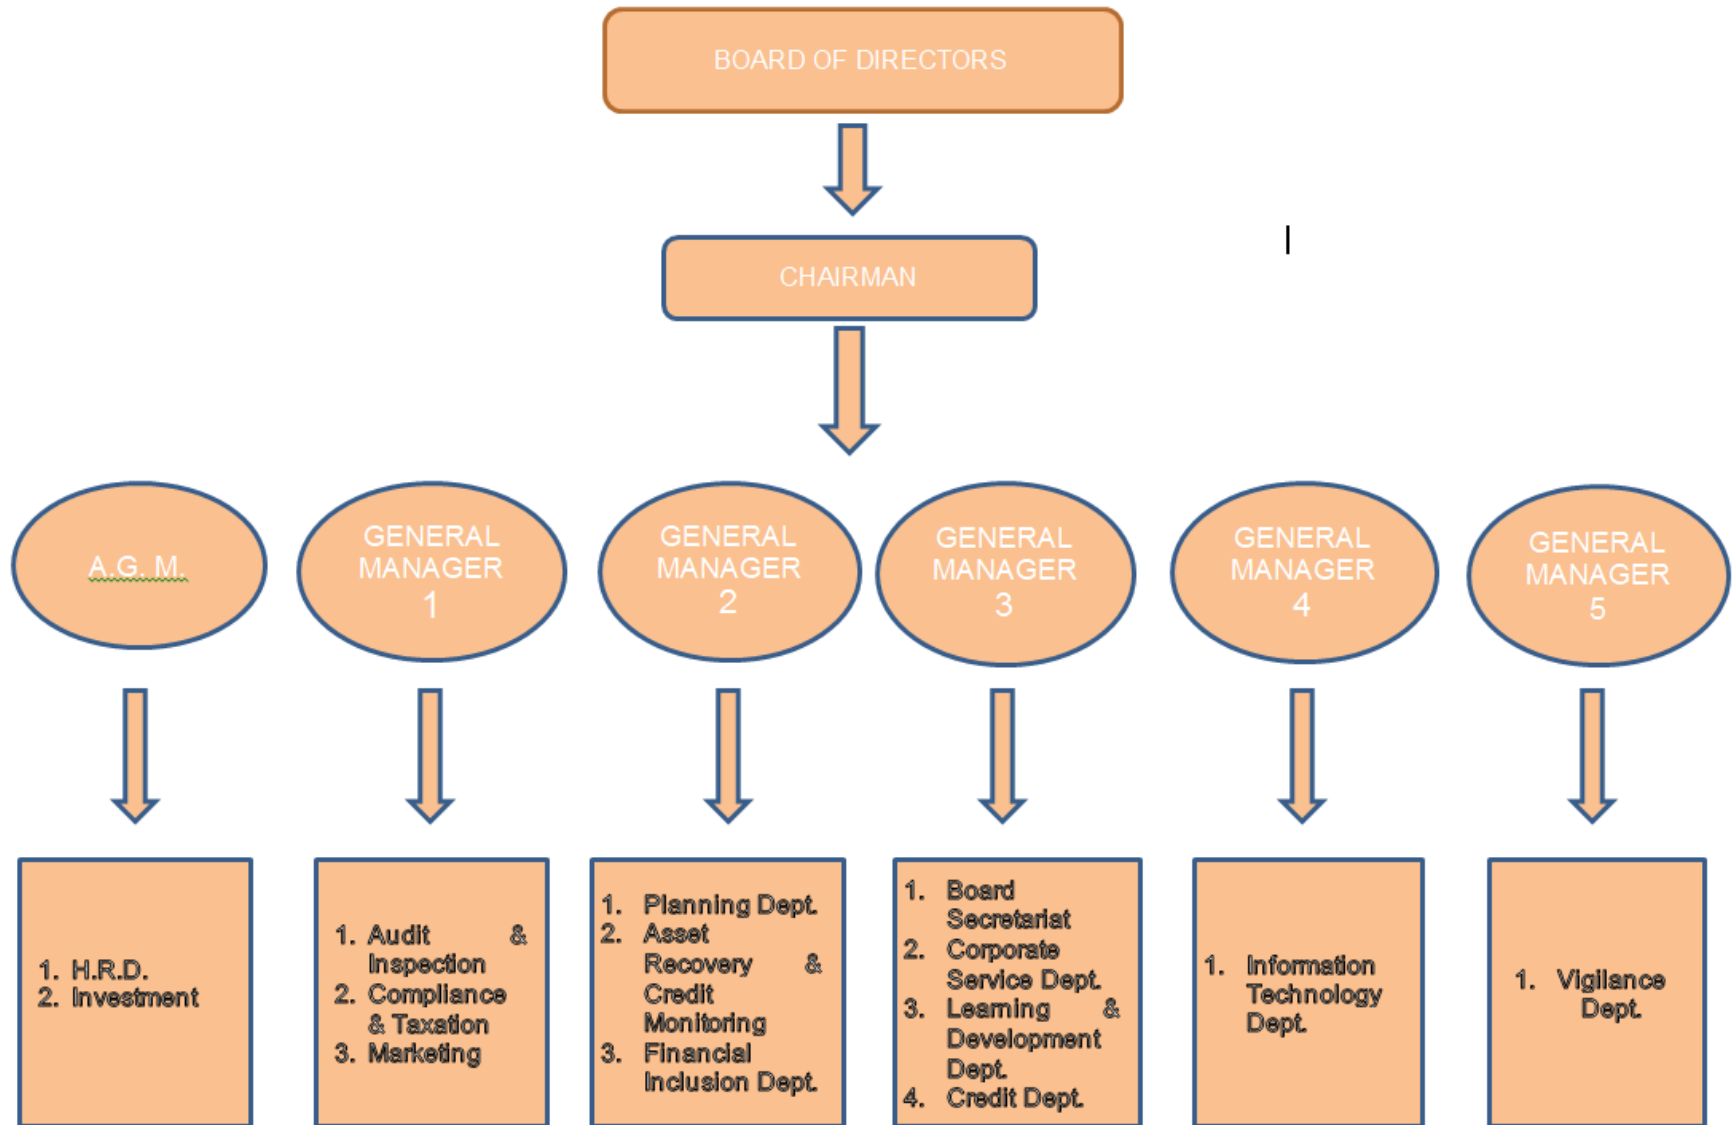 BOARD OF DIRECTORS
CHAIRMAN
A.G. M.
GENERAL
MANAGER
1
GENERAL
MANAGER
2
GENERAL
MANAGER
3
GENERAL
MANAGER
4
GENERAL
MANAGER
5
1. H.R.D.
2. Investment
1. Audit &
Inspection
2. Compliance
& Taxation
3. Marketing
1. Planning Dept.
2. Asset
Recovery &
Credit
Monitoring
3. Financial
Inclusion Dept.
1. Board
Secretariat
2. Corporate
Service Dept.
3. Learning &
Development
Dept.
4. Credit Dept.
1. Information
Technology
Dept.
1. Vigilance
Dept.